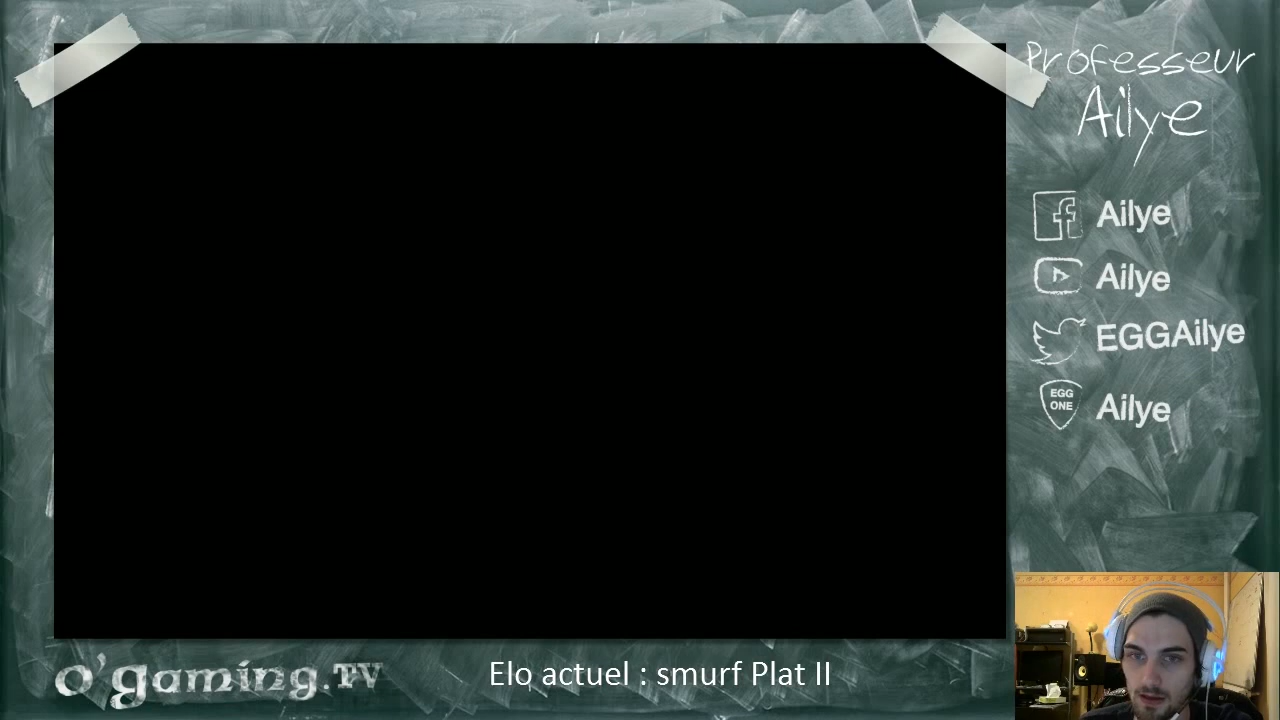 Professeur
Ailye
Ailye
Ailye
EGGAilye
EGG
ONE
Ailye
O'gaming.TV
Elo actuel : smurf Plat II